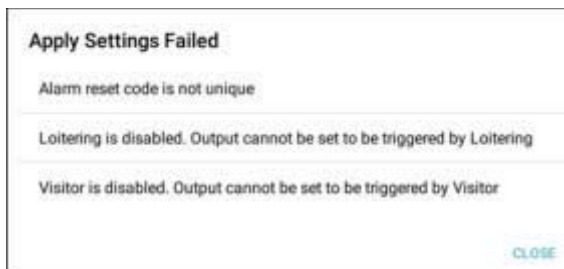 Apply Settings Failed
Alarm reset code is not unique
Loitering is disabled. Output cannot be set to be triggered by Loitering
Visitor is disabled. Output cannot be set to be triggered by Visitor
CLOSE